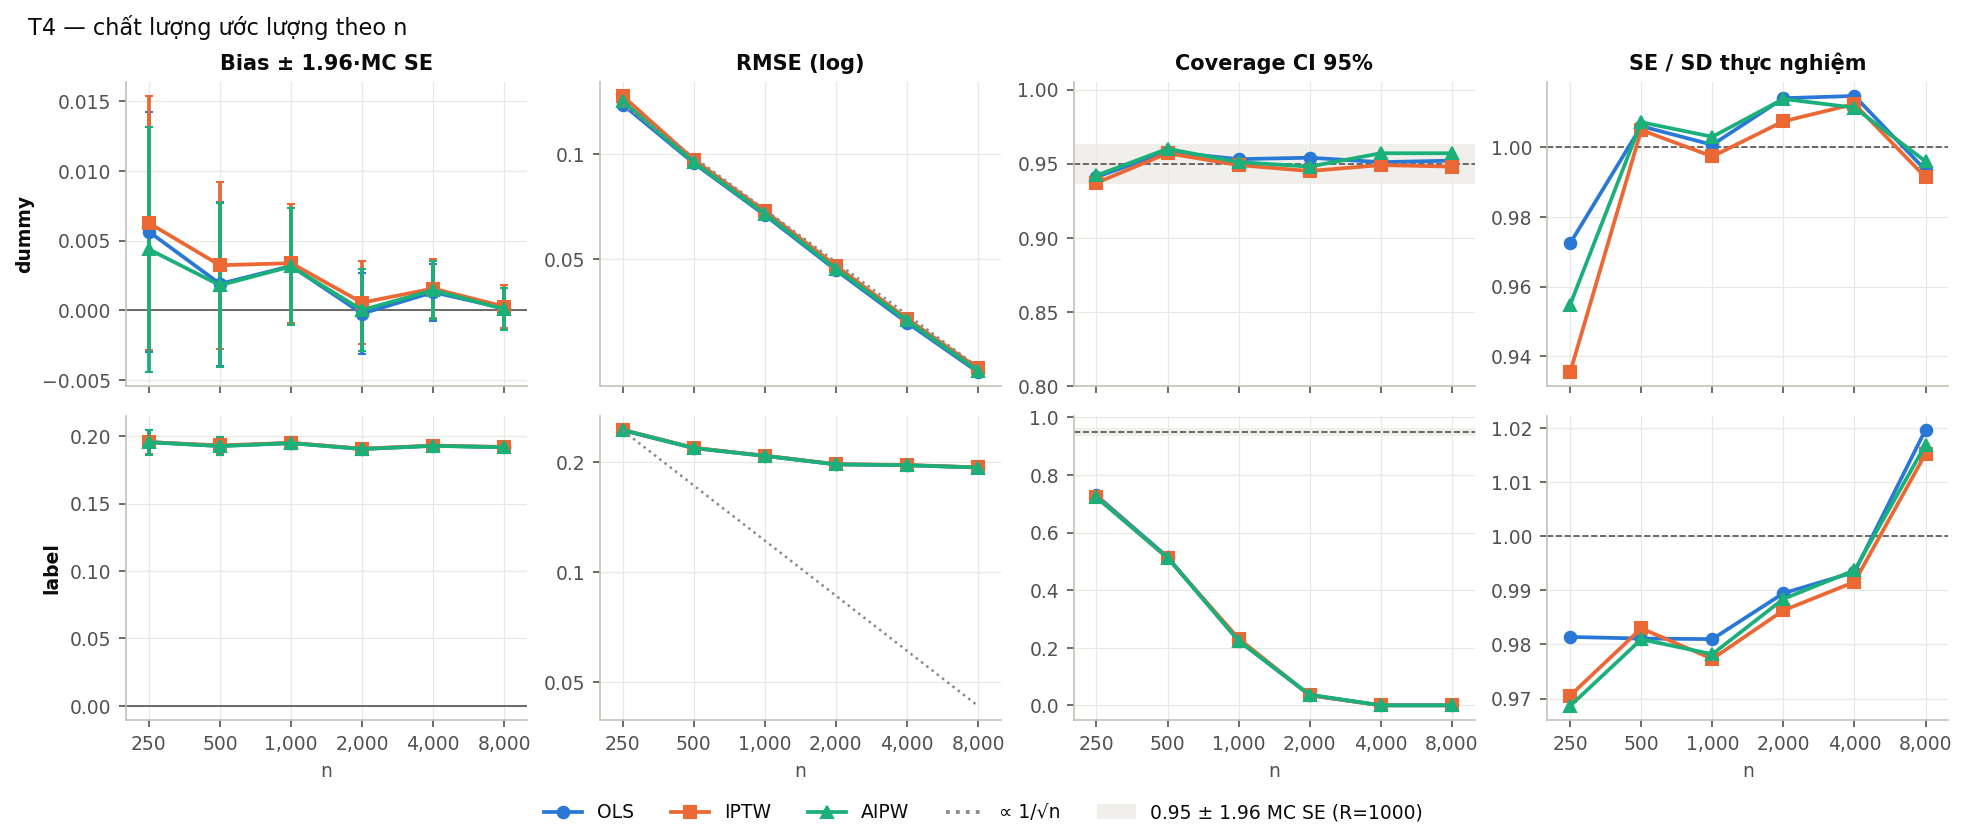 T4 — chất lượng ước lượng theo n
Bias ± 1.96·MC SE
RMSE (log)
Coverage CI 95%
SE / SD thực nghiệm
dummy
0.015
0.010
0.005
0.000
−0.005
0.1
0.05
1.00
0.95
0.90
0.85
0.80
1.00
0.98
0.96
0.94
label
0.20
0.15
0.10
0.05
0.00
0.2
0.1
0.05
1.0
0.8
0.6
0.4
0.2
0.0
1.02
1.01
1.00
0.99
0.98
0.97
250 500 1,000 2,000 4,000 8,000
250 500 1,000 2,000 4,000 8,000
250 500 1,000 2,000 4,000 8,000
250 500 1,000 2,000 4,000 8,000
n
n
n
n
OLS IPTW AIPW ∝ 1/√n 0.95 ± 1.96 MC SE (R=1000)